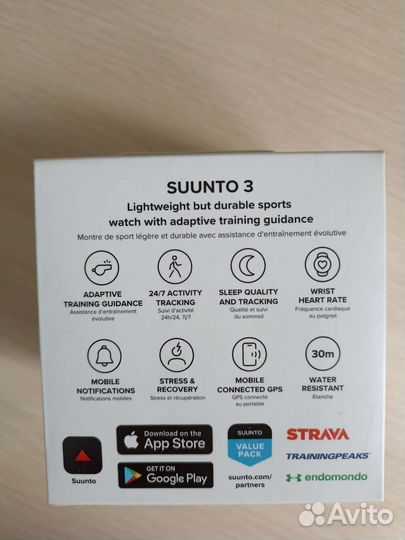 SUUNTO 3
Lightweight but durable sports
watch with adaptive training guidance
Montre de sport légère et durable avec assistance d'entraînement évolutive
ADAPTIVE
TRAINING GUIDANCE
Assistance d'entraînement
évolutive
24/7 ACTIVITY
TRACKING
Suivi d'activité
24h/24, 7j/7
SLEEP QUALITY
AND TRACKING
Qualité et suivi
du sommeil
WRIST
HEART RATE
Fréquence cardiaque
au poignet
MOBILE
NOTIFICATIONS
Notifications mobiles
STRESS &
RECOVERY
Stress et récupération
MOBILE
CONNECTED GPS
GPS connecté
au portable
30m
WATER
RESISTANT
Étanche
Suunto
Download on the
App Store
GET IT ON
Google Play
SUUNTO
VALUE
PACK
suunto.com/
partners
STRAVA
TRAININGPEAKS
endomondo
Avito